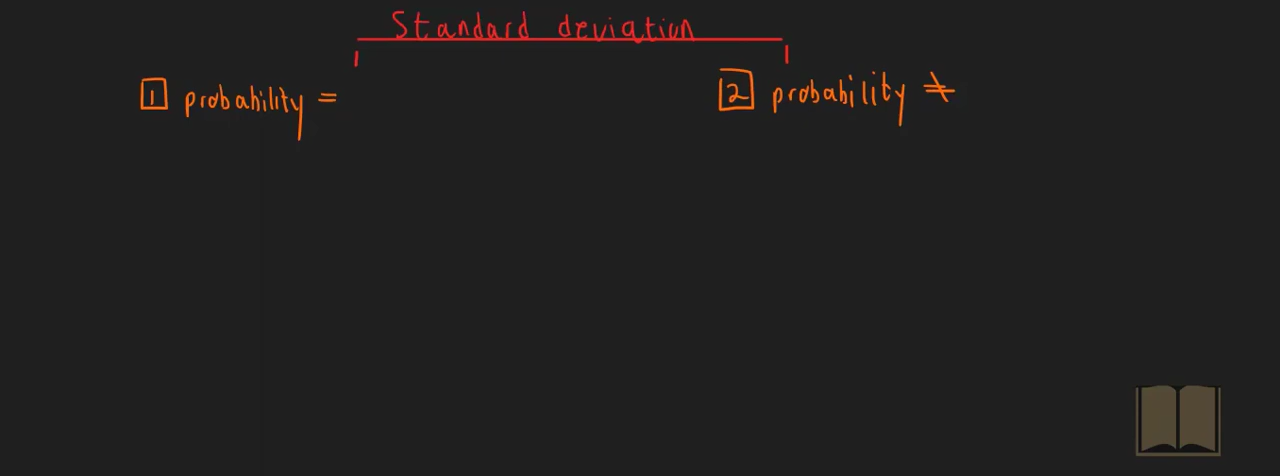 Standard deviation
1 probability =
2 probability ≠